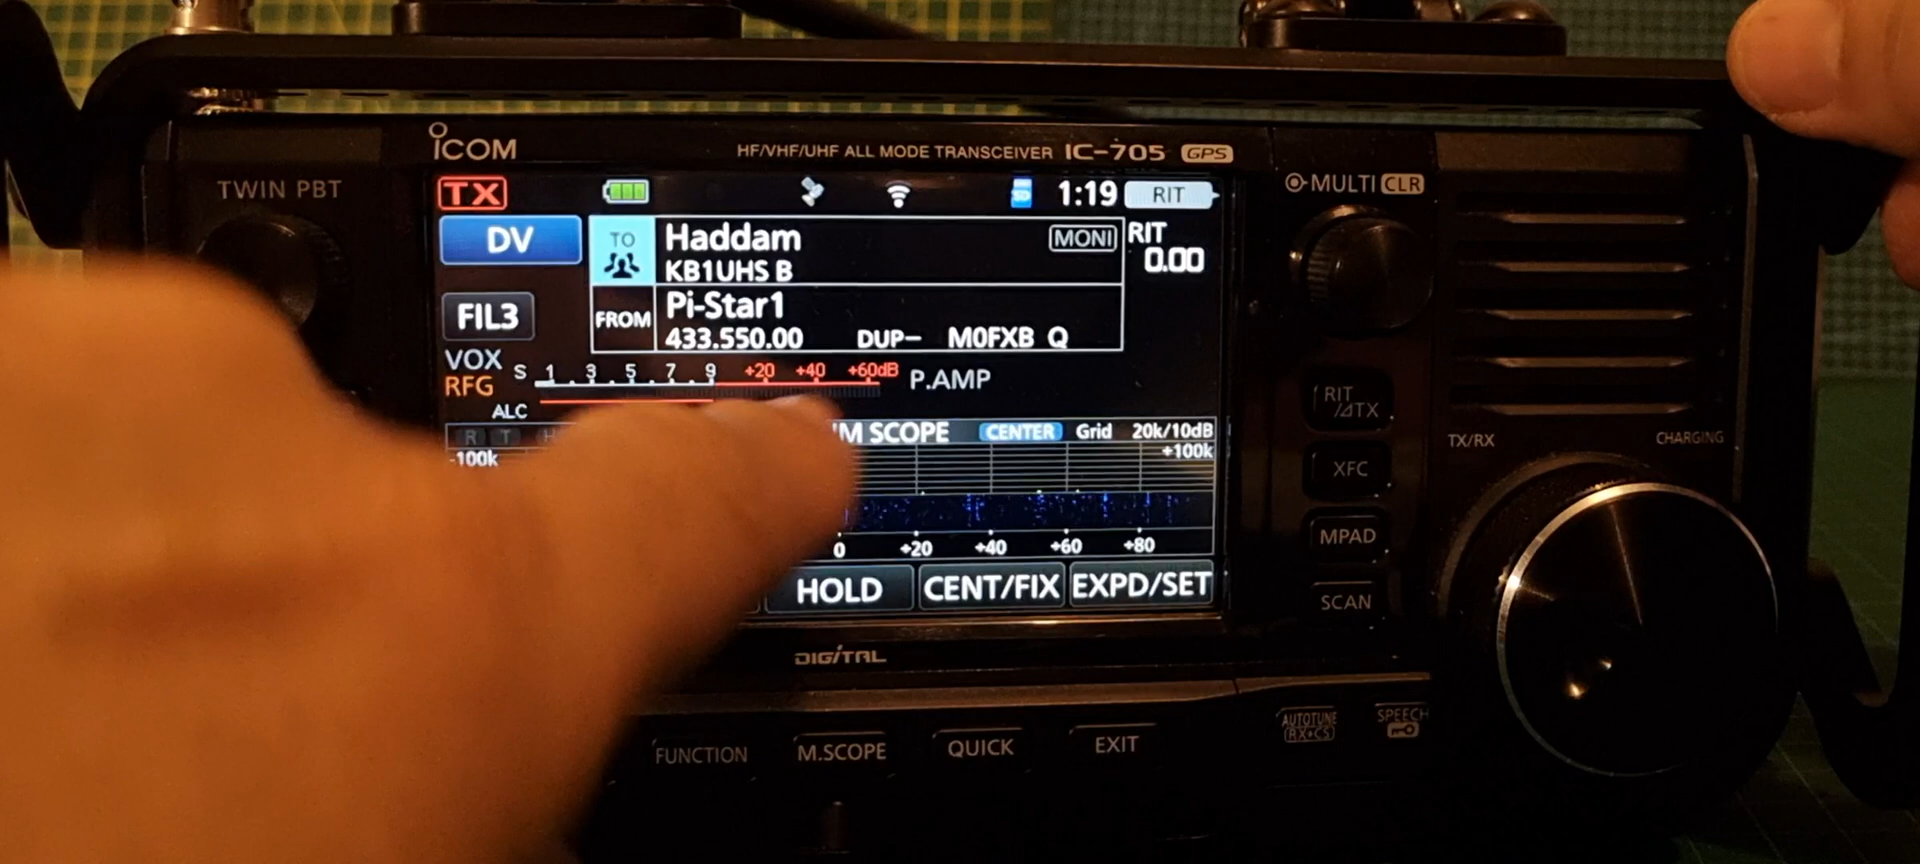 ICOM
HF/VHF/UHF ALL MODE TRANSCEIVER IC-705 GPS
TWIN PBT
MULTI CLR
TX
1:19
RIT
DV
TO
Haddam
MONI
KB1UHS B
RIT
0.00
FIL3
FROM
Pi-Star1
433.550.00 DUP– M0FXB Q
VOX
RFG
S 1 . 3 . 5 . 7 . 9 +20 +40 +60dB
P.AMP
ALC
R T
M SCOPE CENTER Grid 20k/10dB
-100k
+100k
0 +20 +40 +60 +80
HOLD CENT/FIX EXPD/SET
DIGITAL
FUNCTION M.SCOPE QUICK EXIT
RIT
/⊿TX
XFC
MPAD
SCAN
TX/RX
CHARGING
AUTOTUNE
RX→CS
SPEECH